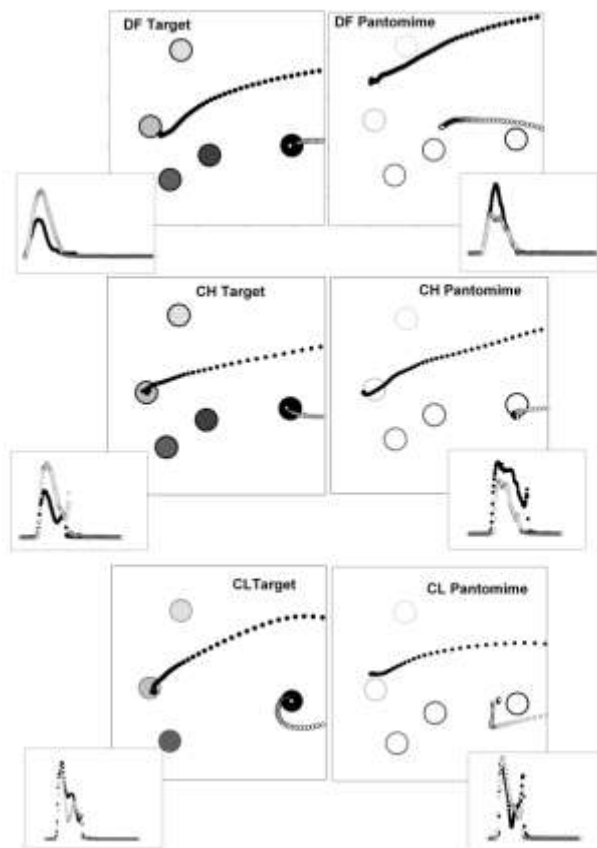 DF Target
DF Pantomime
CH Target
CH Pantomime
CLTarget
CL Pantomime